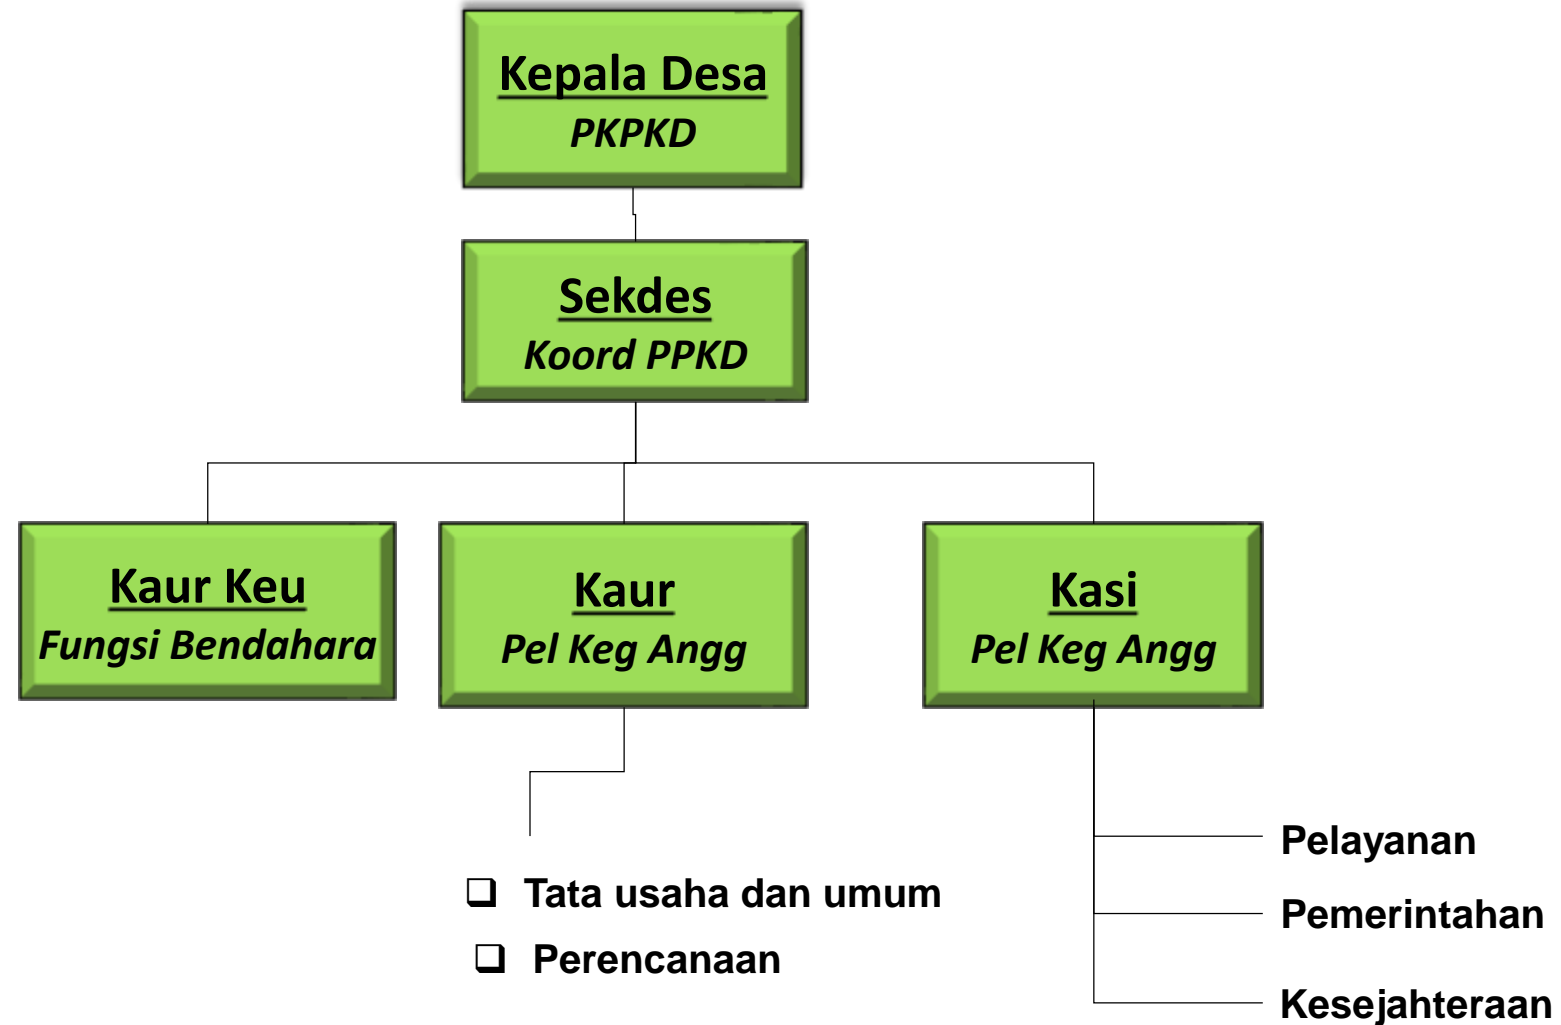 Kepala Desa
PKPKD
Sekdes
Koord PPKD
Kaur Keu
Fungsi Bendahara
Kaur
Pel Keg Angg
Kasi
Pel Keg Angg
Tata usaha dan umum
Perencanaan
Pelayanan
Pemerintahan
Kesejahteraan